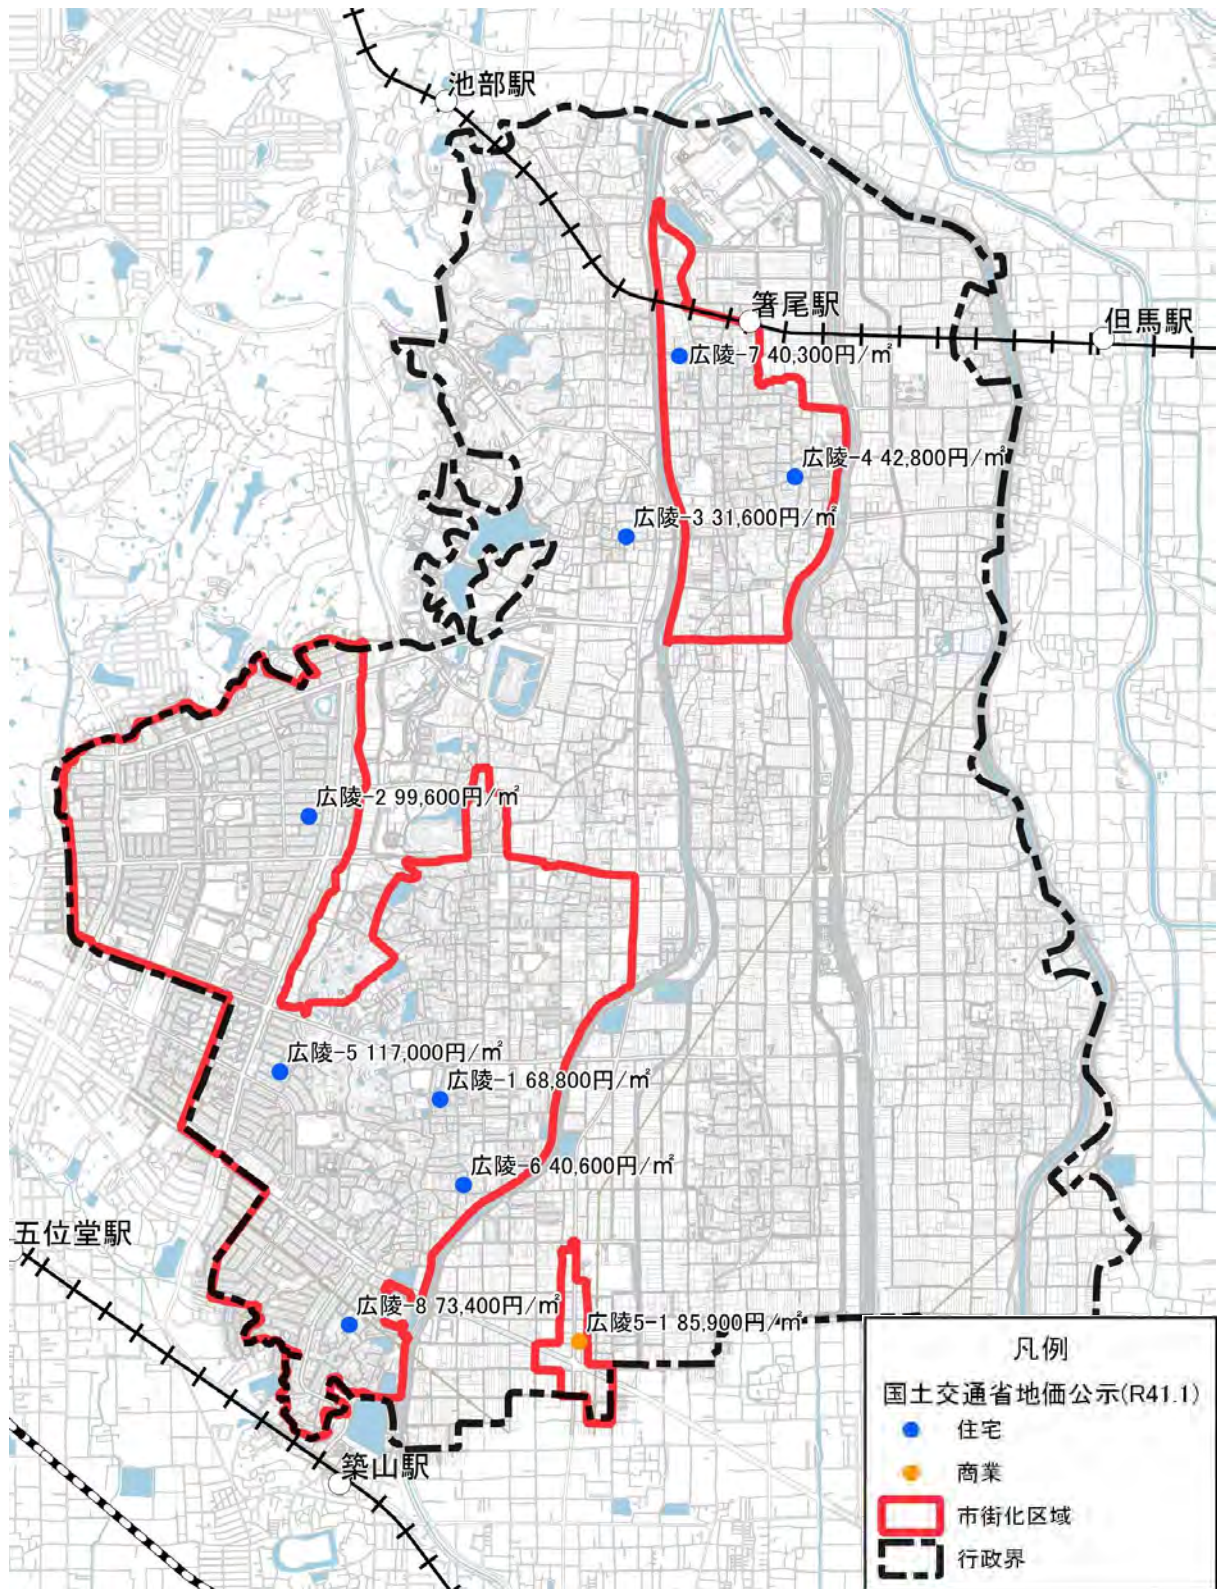 池部駅
箸尾駅
但馬駅
広陵-7 40,300円/㎡
広陵-4 42,800円/㎡
広陵-3 31,600円/㎡
広陵-2 99,600円/㎡
広陵-5 117,000円/㎡
広陵-1 68,800円/㎡
広陵-6 40,600円/㎡
五位堂駅
広陵-8 73,400円/㎡
広陵5-1 85,900円/㎡
築山駅
凡例
国土交通省地価公示(R41.1)
住宅
商業
市街化区域
行政界